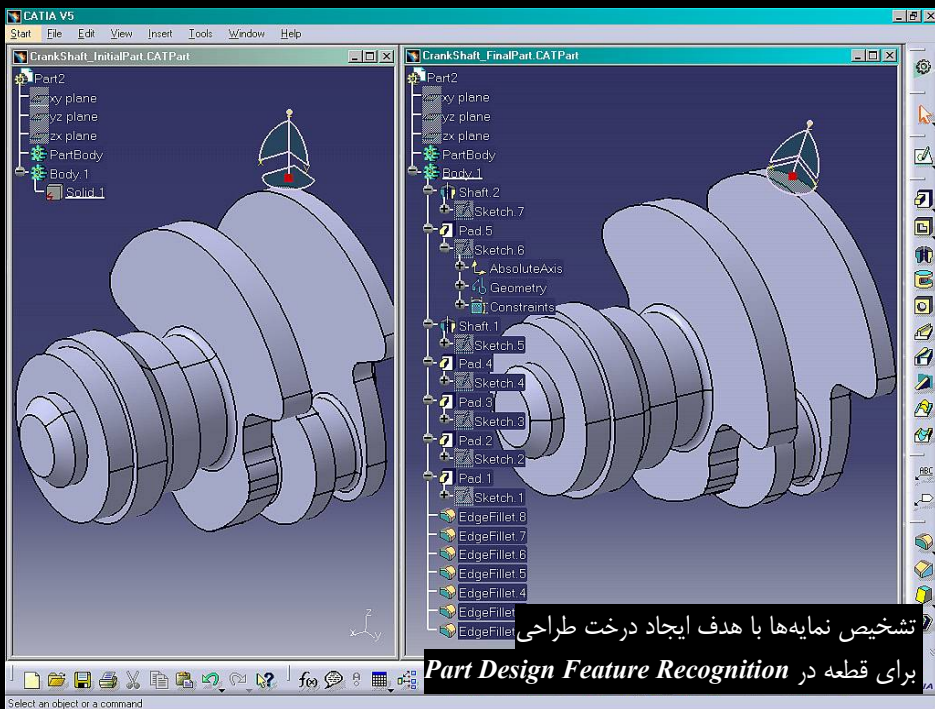 CATIA V5
Start File Edit View Insert Tools Window Help
CrankShaft_InitialPart.CATPart
Part2
xy plane
yz plane
zx plane
PartBody
Body.1
Solid.1
z
x y
CrankShaft_FinalPart.CATPart
Part2
xy plane
yz plane
zx plane
PartBody
Body.1
Shaft.2
Sketch.7
Pad.5
Sketch.6
AbsoluteAxis
Geometry
Constraints
Shaft.1
Sketch.5
Pad.4
Sketch.4
Pad.3
Sketch.3
Pad.2
Sketch.2
Pad.1
Sketch.1
EdgeFillet.8
EdgeFillet.7
EdgeFillet.6
EdgeFillet.5
EdgeFillet.4
EdgeFillet
EdgeFillet
ABC
تشخیص نمایه‌ها با هدف ایجاد درخت طراحی
برای قطعه در Part Design Feature Recognition
f(x)
Select an object or a command